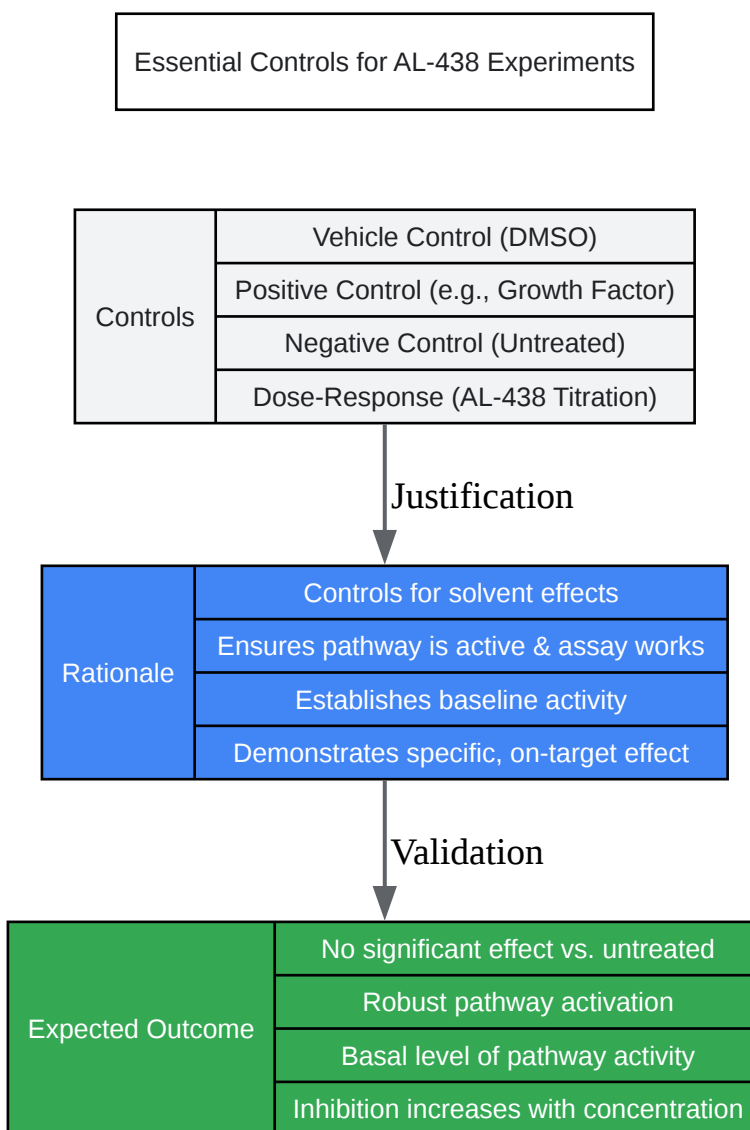 Essential Controls for AL-438 Experiments
Controls
Vehicle Control (DMSO)
Positive Control (e.g., Growth Factor)
Negative Control (Untreated)
Dose-Response (AL-438 Titration)
Justification
Rationale
Controls for solvent effects
Ensures pathway is active & assay works
Establishes baseline activity
Demonstrates specific, on-target effect
Validation
Expected Outcome
No significant effect vs. untreated
Robust pathway activation
Basal level of pathway activity
Inhibition increases with concentration